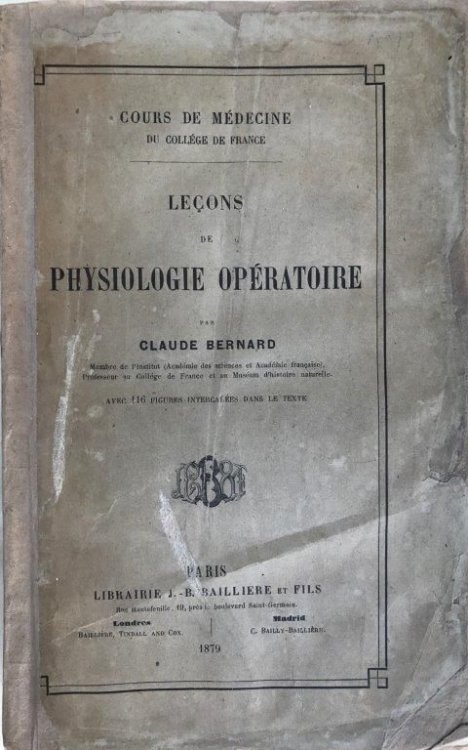 COURS DE MÉDECINE
DU COLLÉGE DE FRANCE
LEÇONS
DE
PHYSIOLOGIE OPÉRATOIRE
PAR
CLAUDE BERNARD
Membre de l'Institut (Académie des sciences et Académie française),
Professeur au Collège de France et au Muséum d'histoire naturelle.
AVEC 116 FIGURES INTERCALÉES DANS LE TEXTE
PARIS
LIBRAIRIE J.-B. BAILLIERE ET FILS
Rue Hautefeuille, 19, près le boulevard Saint-Germain.
Londres
BAILLIÈRE, TINDALL AND COX.
Madrid
C. BAILLY-BAILLIÈRE.
1879